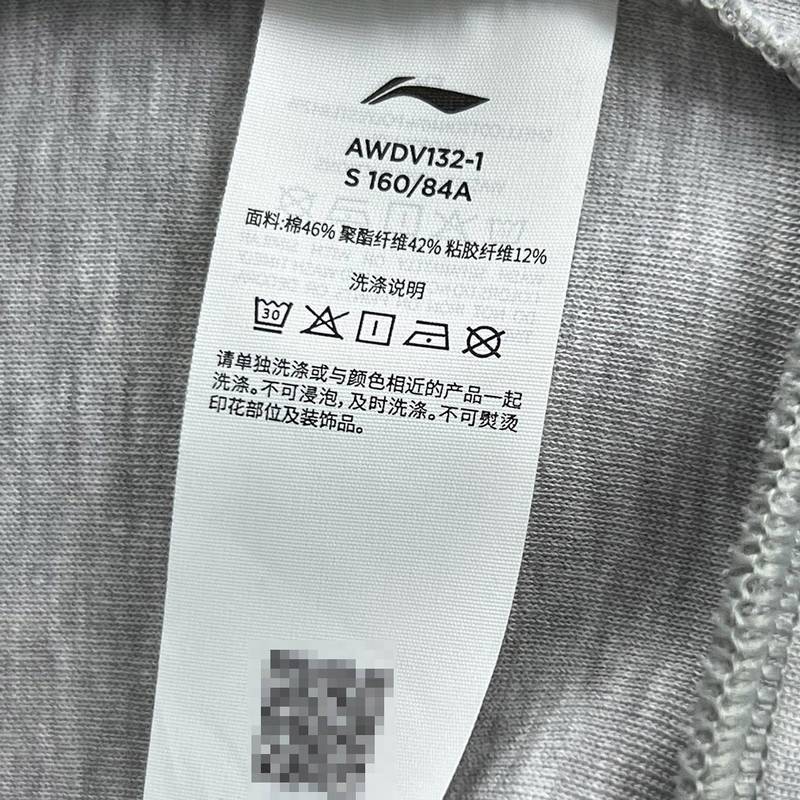 AWDV132-1
S 160/84A
面料:棉46% 聚酯纤维42% 粘胶纤维12%
洗涤说明
30
请单独洗涤或与颜色相近的产品一起
洗涤。不可浸泡,及时洗涤。不可熨烫
印花部位及装饰品。